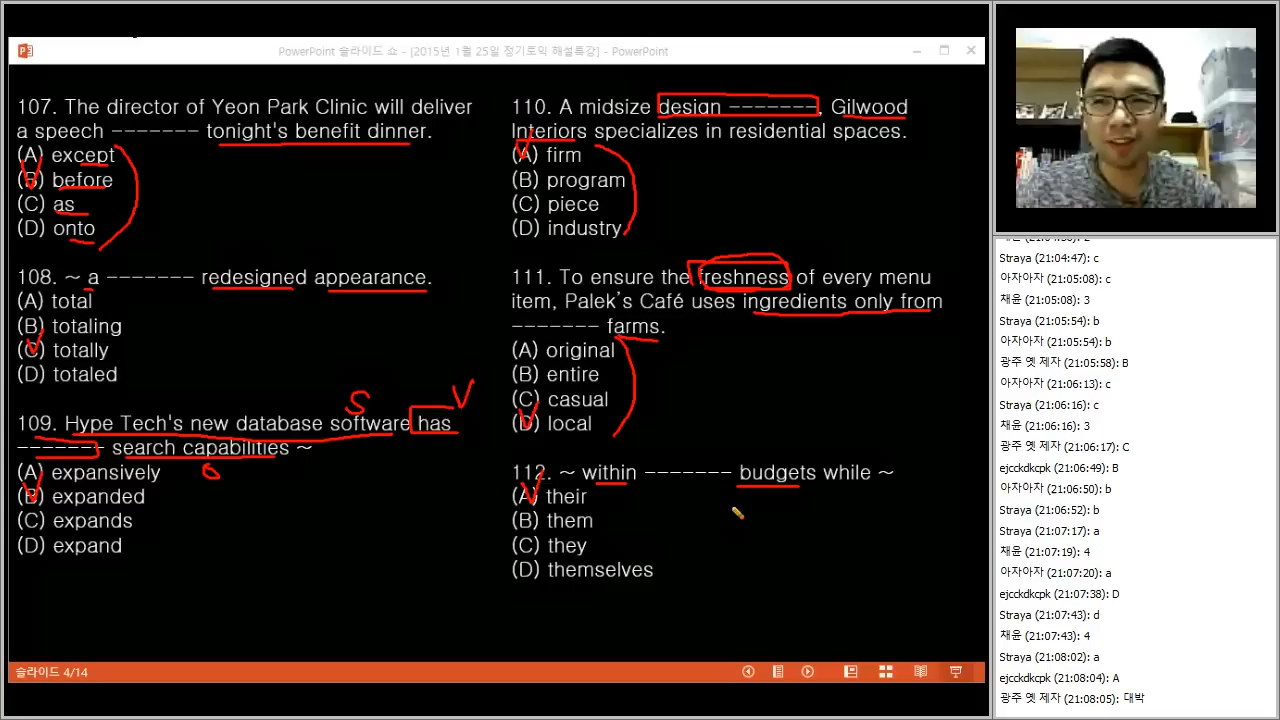 PowerPoint 슬라이드 쇼 - [2015년 1월 25일 정기토익 해설특강] - PowerPoint
107. The director of Yeon Park Clinic will deliver
a speech ------- tonight's benefit dinner.
(A) except
(B) before
(C) as
(D) onto
108. ~ a ------- redesigned appearance.
(A) total
(B) totaling
(C) totally
(D) totaled
S V
109. Hype Tech's new database software has
------- search capabilities ~
O
(A) expansively
(B) expanded
(C) expands
(D) expand
110. A midsize design -------, Gilwood
Interiors specializes in residential spaces.
(A) firm
(B) program
(C) piece
(D) industry
111. To ensure the freshness of every menu
item, Palek's Café uses ingredients only from
------- farms.
(A) original
(B) entire
(C) casual
(D) local
112. ~ within ------- budgets while ~
(A) their
(B) them
(C) they
(D) themselves
슬라이드 4/14
Straya (21:04:47): c
아자아자 (21:05:08): c
채윤 (21:05:08): 3
Straya (21:05:54): b
아자아자 (21:05:54): b
광주 옛 제자 (21:05:58): B
아자아자 (21:06:13): c
Straya (21:06:16): c
채윤 (21:06:16): 3
광주 옛 제자 (21:06:17): C
ejcckdkcpk (21:06:49): B
아자아자 (21:06:50): b
Straya (21:06:52): b
Straya (21:07:17): a
채윤 (21:07:19): 4
아자아자 (21:07:20): a
ejcckdkcpk (21:07:38): D
Straya (21:07:43): d
채윤 (21:07:43): 4
Straya (21:08:02): a
ejcckdkcpk (21:08:04): A
광주 옛 제자 (21:08:05): 대박